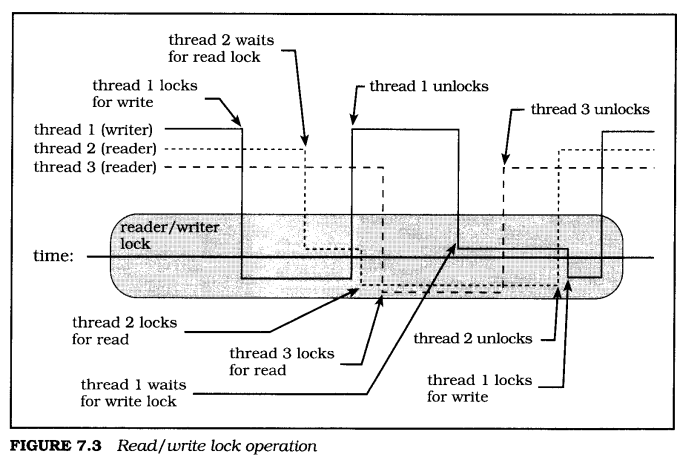 thread 2 waits
for read lock
thread 1 locks
for write
thread 1 unlocks
thread 3 unlocks
thread 1 (writer)
thread 2 (reader)
thread 3 (reader)
reader/writer
lock
time:
thread 2 locks
for read
thread 3 locks
for read
thread 2 unlocks
thread 1 waits
for write lock
thread 1 locks
for write
FIGURE 7.3 Read/write lock operation